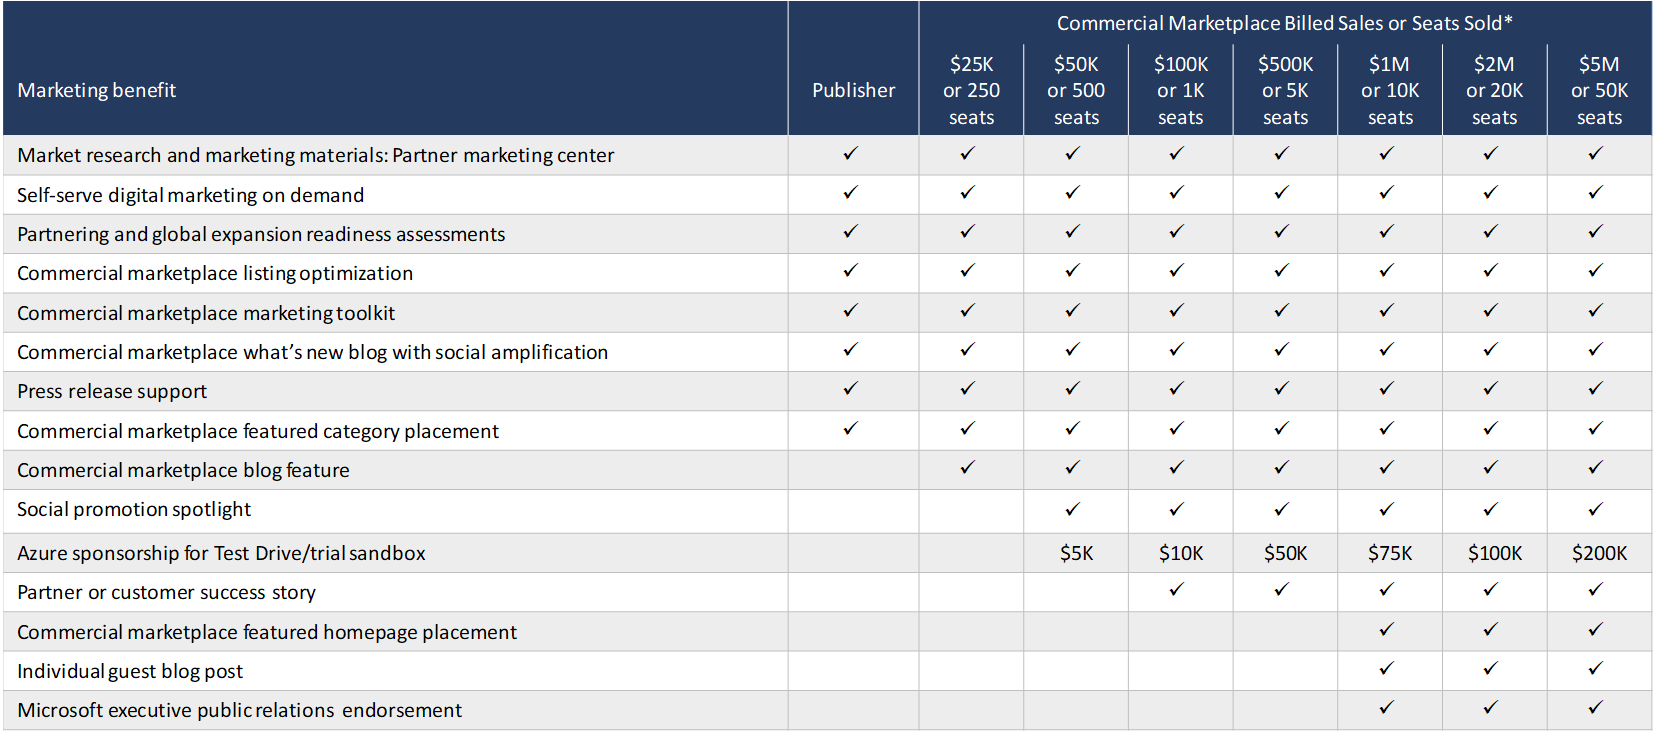 Commercial Marketplace Billed Sales or Seats Sold*
Marketing benefit Publisher $25K or 250 seats $50K or 500 seats $100K or 1K seats $500K or 5K seats $1M or 10K seats $2M or 20K seats $5M or 50K seats
Market research and marketing materials: Partner marketing center ✓ ✓ ✓ ✓ ✓ ✓ ✓ ✓
Self-serve digital marketing on demand ✓ ✓ ✓ ✓ ✓ ✓ ✓ ✓
Partnering and global expansion readiness assessments ✓ ✓ ✓ ✓ ✓ ✓ ✓ ✓
Commercial marketplace listing optimization ✓ ✓ ✓ ✓ ✓ ✓ ✓ ✓
Commercial marketplace marketing toolkit ✓ ✓ ✓ ✓ ✓ ✓ ✓ ✓
Commercial marketplace what’s new blog with social amplification ✓ ✓ ✓ ✓ ✓ ✓ ✓ ✓
Press release support ✓ ✓ ✓ ✓ ✓ ✓ ✓ ✓
Commercial marketplace featured category placement ✓ ✓ ✓ ✓ ✓ ✓ ✓ ✓
Commercial marketplace blog feature ✓ ✓ ✓ ✓ ✓ ✓ ✓
Social promotion spotlight ✓ ✓ ✓ ✓ ✓ ✓
Azure sponsorship for Test Drive/trial sandbox $5K $10K $50K $75K $100K $200K
Partner or customer success story ✓ ✓ ✓ ✓ ✓
Commercial marketplace featured homepage placement ✓ ✓ ✓
Individual guest blog post ✓ ✓ ✓
Microsoft executive public relations endorsement ✓ ✓ ✓